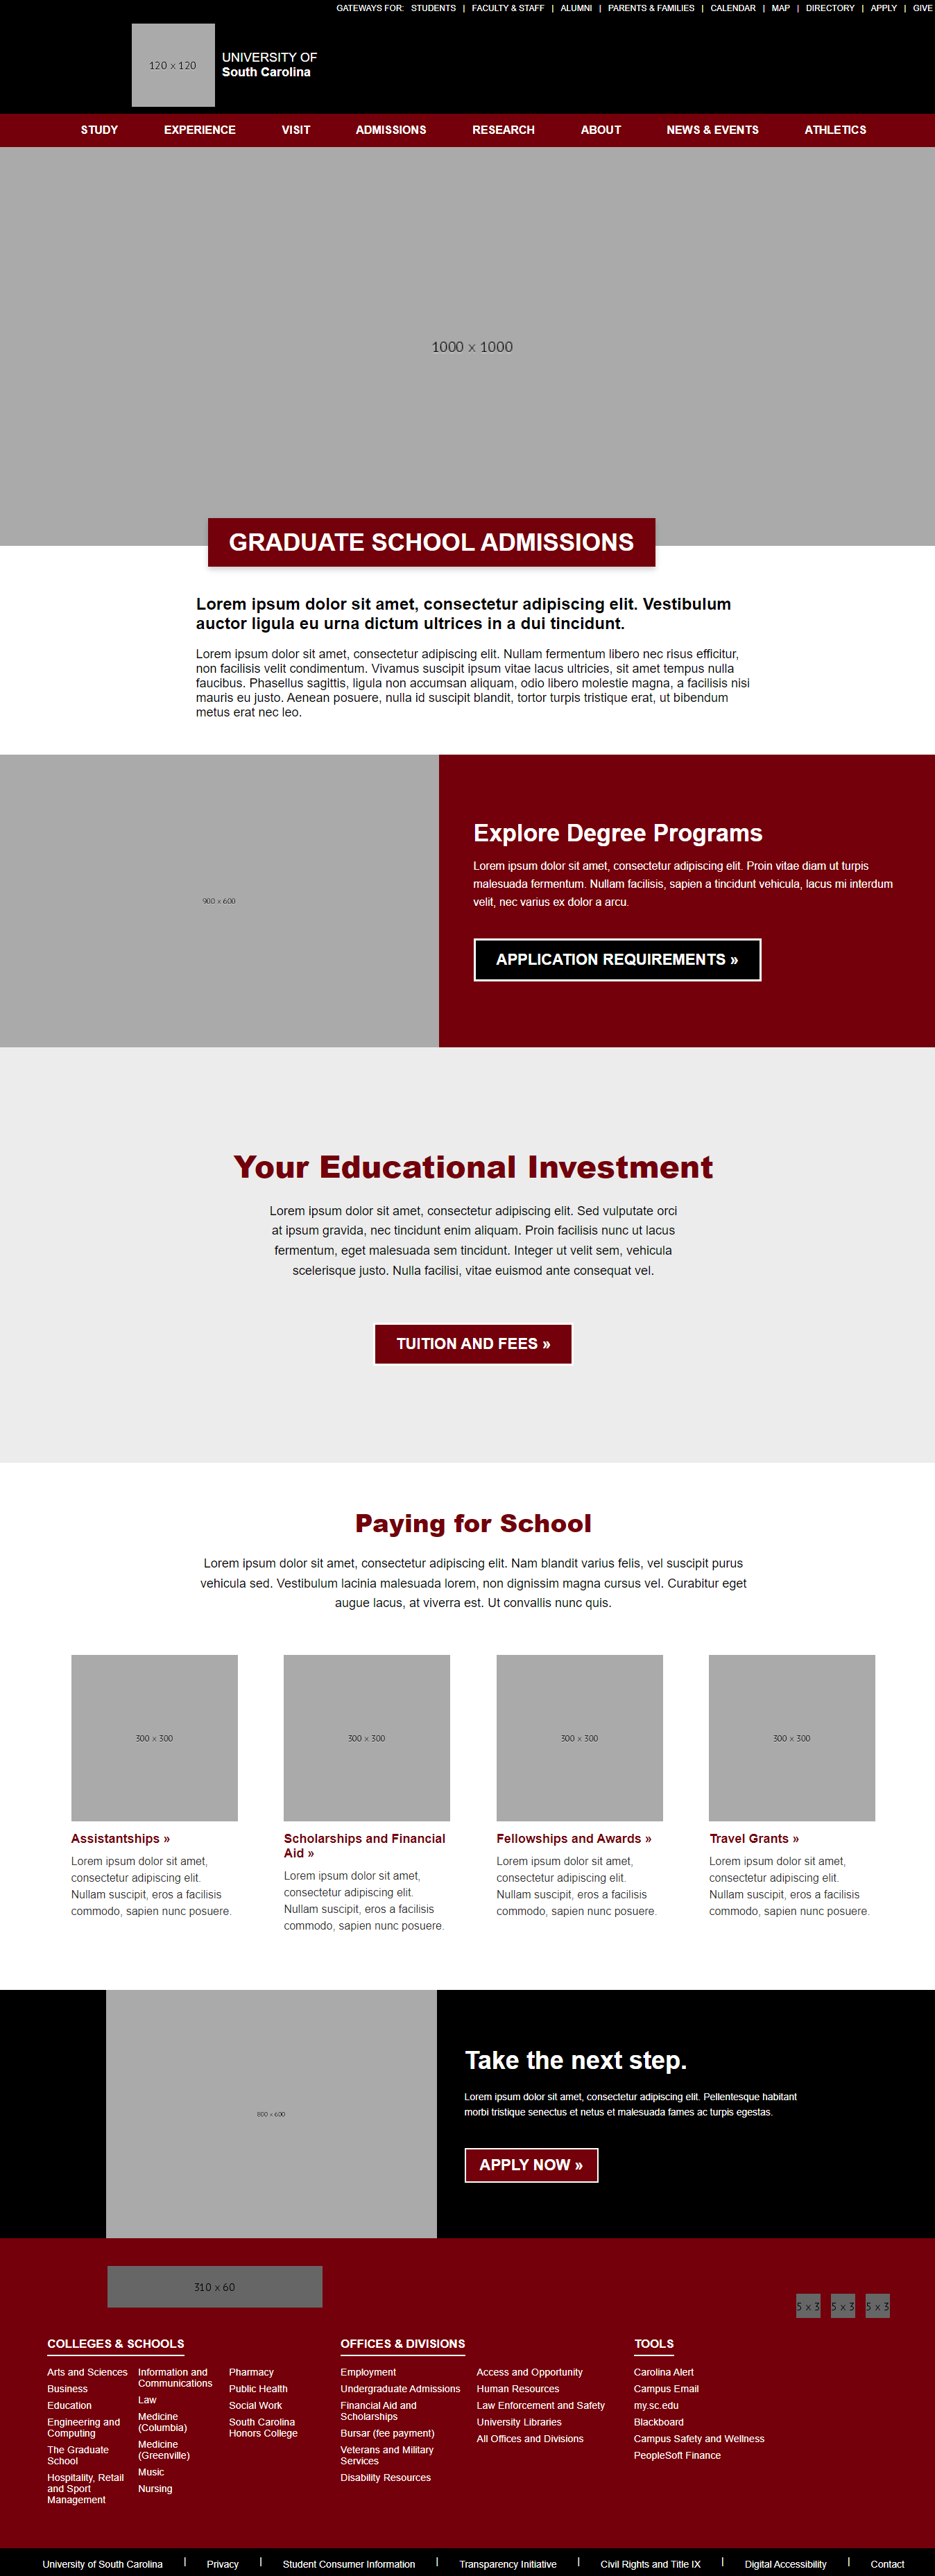 GATEWAYS FOR: STUDENTS | FACULTY & STAFF | ALUMNI | PARENTS & FAMILIES | CALENDAR | MAP | DIRECTORY | APPLY | GIVE
120 x 120
UNIVERSITY OF
South Carolina
STUDY EXPERIENCE VISIT ADMISSIONS RESEARCH ABOUT NEWS & EVENTS ATHLETICS
1000 x 1000
GRADUATE SCHOOL ADMISSIONS
Lorem ipsum dolor sit amet, consectetur adipiscing elit. Vestibulum
auctor ligula eu urna dictum ultrices in a dui tincidunt.
Lorem ipsum dolor sit amet, consectetur adipiscing elit. Nullam fermentum libero nec risus efficitur,
non facilisis velit condimentum. Vivamus suscipit ipsum vitae lacus ultricies, sit amet tempus nulla
faucibus. Phasellus sagittis, ligula non accumsan aliquam, odio libero molestie magna, a facilisis nisi
mauris eu justo. Aenean posuere, nulla id suscipit blandit, tortor turpis tristique erat, ut bibendum
metus erat nec leo.
900 x 600
Explore Degree Programs
Lorem ipsum dolor sit amet, consectetur adipiscing elit. Proin vitae diam ut turpis
malesuada fermentum. Nullam facilisis, sapien a tincidunt vehicula, lacus mi interdum
velit, nec varius ex dolor a arcu.
APPLICATION REQUIREMENTS »
Your Educational Investment
Lorem ipsum dolor sit amet, consectetur adipiscing elit. Sed vulputate orci
at ipsum gravida, nec tincidunt enim aliquam. Proin facilisis nunc ut lacus
fermentum, eget malesuada sem tincidunt. Integer ut velit sem, vehicula
scelerisque justo. Nulla facilisi, vitae euismod ante consequat vel.
TUITION AND FEES »
Paying for School
Lorem ipsum dolor sit amet, consectetur adipiscing elit. Nam blandit varius felis, vel suscipit purus
vehicula sed. Vestibulum lacinia malesuada lorem, non dignissim magna cursus vel. Curabitur eget
augue lacus, at viverra est. Ut convallis nunc quis.
300 x 300
Assistantships »
Lorem ipsum dolor sit amet,
consectetur adipiscing elit.
Nullam suscipit, eros a facilisis
commodo, sapien nunc posuere.
300 x 300
Scholarships and Financial
Aid »
Lorem ipsum dolor sit amet,
consectetur adipiscing elit.
Nullam suscipit, eros a facilisis
commodo, sapien nunc posuere.
300 x 300
Fellowships and Awards »
Lorem ipsum dolor sit amet,
consectetur adipiscing elit.
Nullam suscipit, eros a facilisis
commodo, sapien nunc posuere.
300 x 300
Travel Grants »
Lorem ipsum dolor sit amet,
consectetur adipiscing elit.
Nullam suscipit, eros a facilisis
commodo, sapien nunc posuere.
800 x 600
Take the next step.
Lorem ipsum dolor sit amet, consectetur adipiscing elit. Pellentesque habitant
morbi tristique senectus et netus et malesuada fames ac turpis egestas.
APPLY NOW »
310 x 60
5 x 3
5 x 3
5 x 3
COLLEGES & SCHOOLS
Arts and Sciences
Business
Education
Engineering and
Computing
The Graduate
School
Hospitality, Retail
and Sport
Management
Information and
Communications
Law
Medicine
(Columbia)
Medicine
(Greenville)
Music
Nursing
Pharmacy
Public Health
Social Work
South Carolina
Honors College
OFFICES & DIVISIONS
Employment
Undergraduate Admissions
Financial Aid and
Scholarships
Bursar (fee payment)
Veterans and Military
Services
Disability Resources
Access and Opportunity
Human Resources
Law Enforcement and Safety
University Libraries
All Offices and Divisions
TOOLS
Carolina Alert
Campus Email
my.sc.edu
Blackboard
Campus Safety and Wellness
PeopleSoft Finance
University of South Carolina | Privacy | Student Consumer Information | Transparency Initiative | Civil Rights and Title IX | Digital Accessibility | Contact